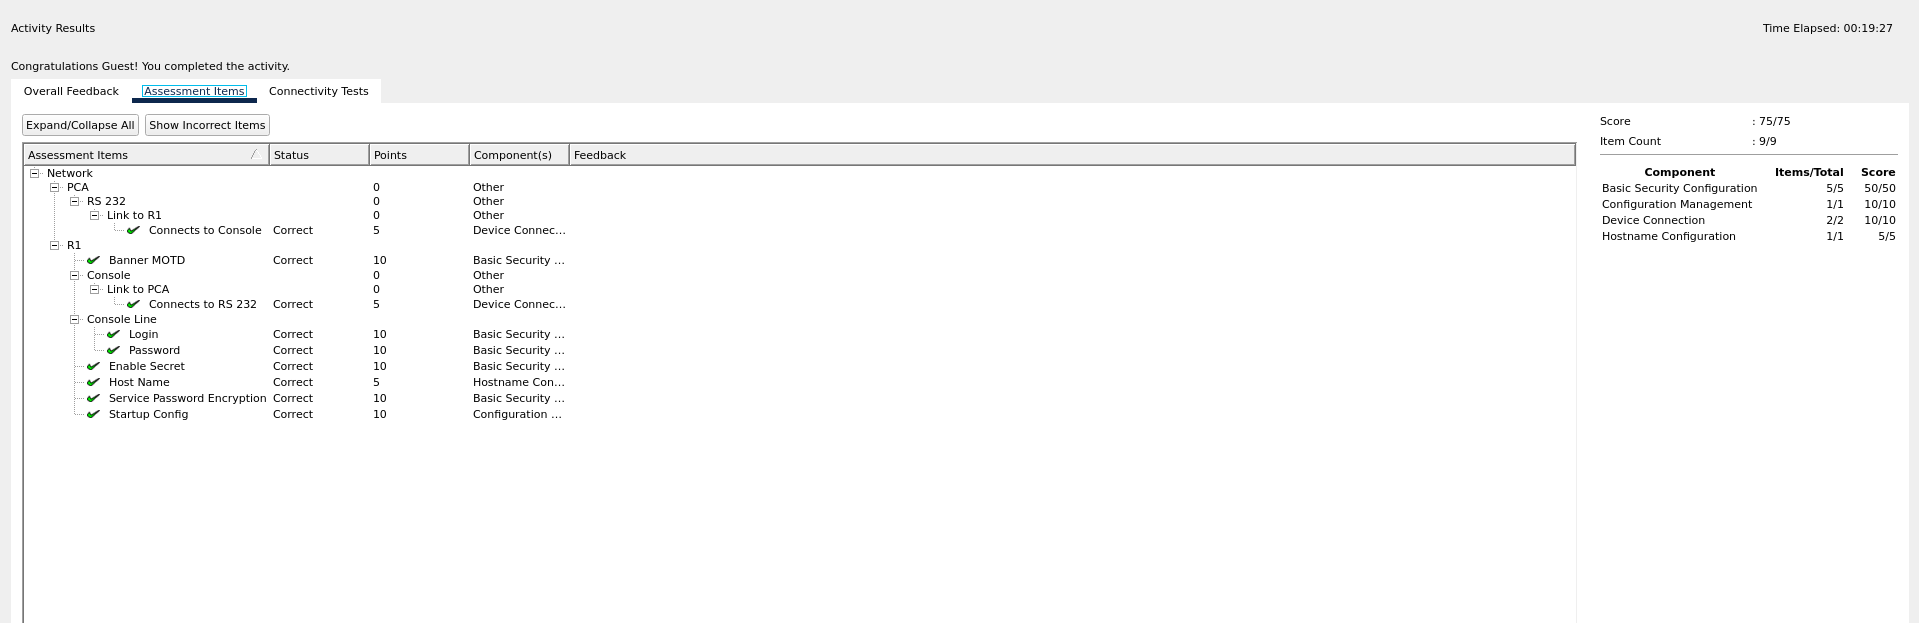 Activity Results Time Elapsed: 00:19:27
Congratulations Guest! You completed the activity.
Overall Feedback Assessment Items Connectivity Tests
Expand/Collapse All Show Incorrect Items
Assessment Items Status Points Component(s) Feedback
Network
PCA 0 Other
RS 232 0 Other
Link to R1 0 Other
Connects to Console Correct 5 Device Connec...
R1
Banner MOTD Correct 10 Basic Security ...
Console 0 Other
Link to PCA 0 Other
Connects to RS 232 Correct 5 Device Connec...
Console Line
Login Correct 10 Basic Security ...
Password Correct 10 Basic Security ...
Enable Secret Correct 10 Basic Security ...
Host Name Correct 5 Hostname Con...
Service Password Encryption Correct 10 Basic Security ...
Startup Config Correct 10 Configuration ...
Score : 75/75
Item Count : 9/9
Component Items/Total Score
Basic Security Configuration 5/5 50/50
Configuration Management 1/1 10/10
Device Connection 2/2 10/10
Hostname Configuration 1/1 5/5